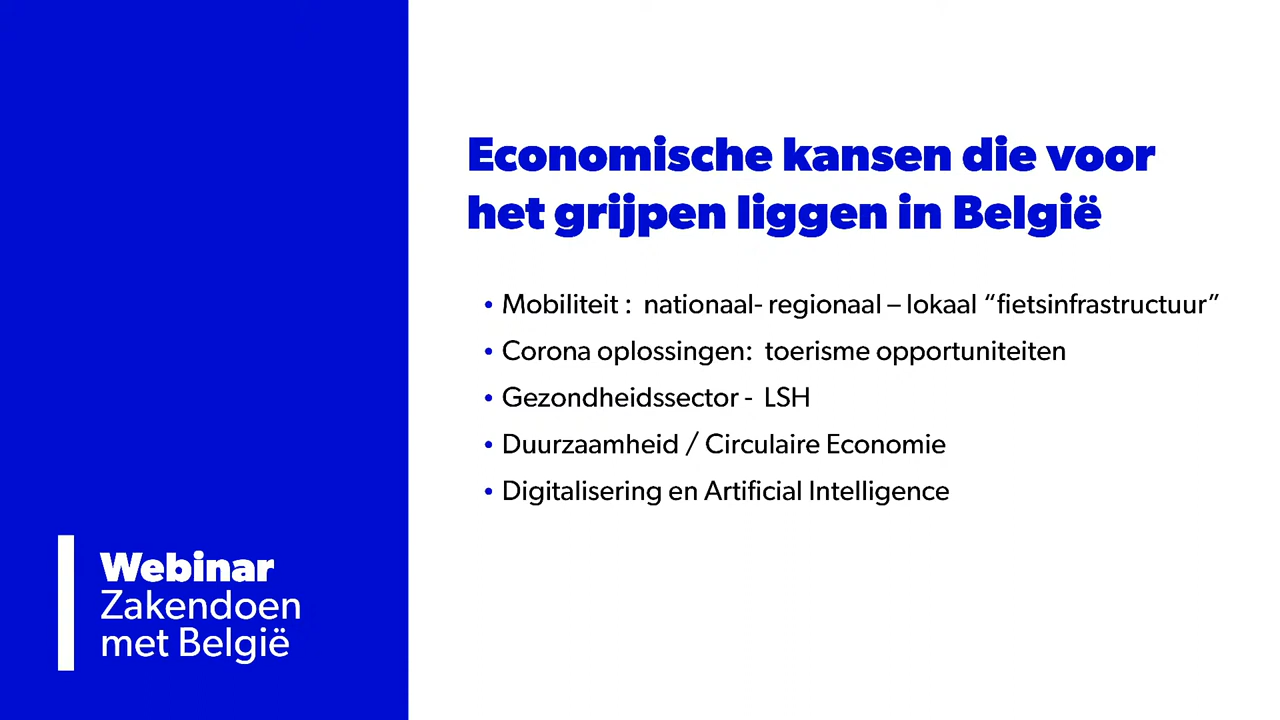 Economische kansen die voor
het grijpen liggen in België
• Mobiliteit : nationaal- regionaal – lokaal “fietsinfrastructuur”
• Corona oplossingen: toerisme opportuniteiten
• Gezondheidssector - LSH
• Duurzaamheid / Circulaire Economie
• Digitalisering en Artificial Intelligence
Webinar
Zakendoen
met België